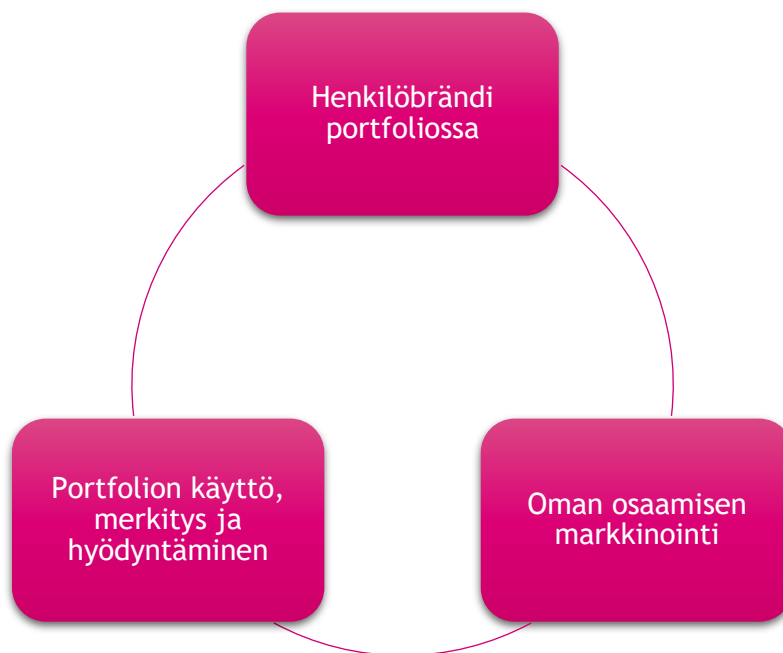 Henkilöbrändi
portfoliossa
Portfolion käyttö,
merkitys ja
hyödyntäminen
Oman osaamisen
markkinointi